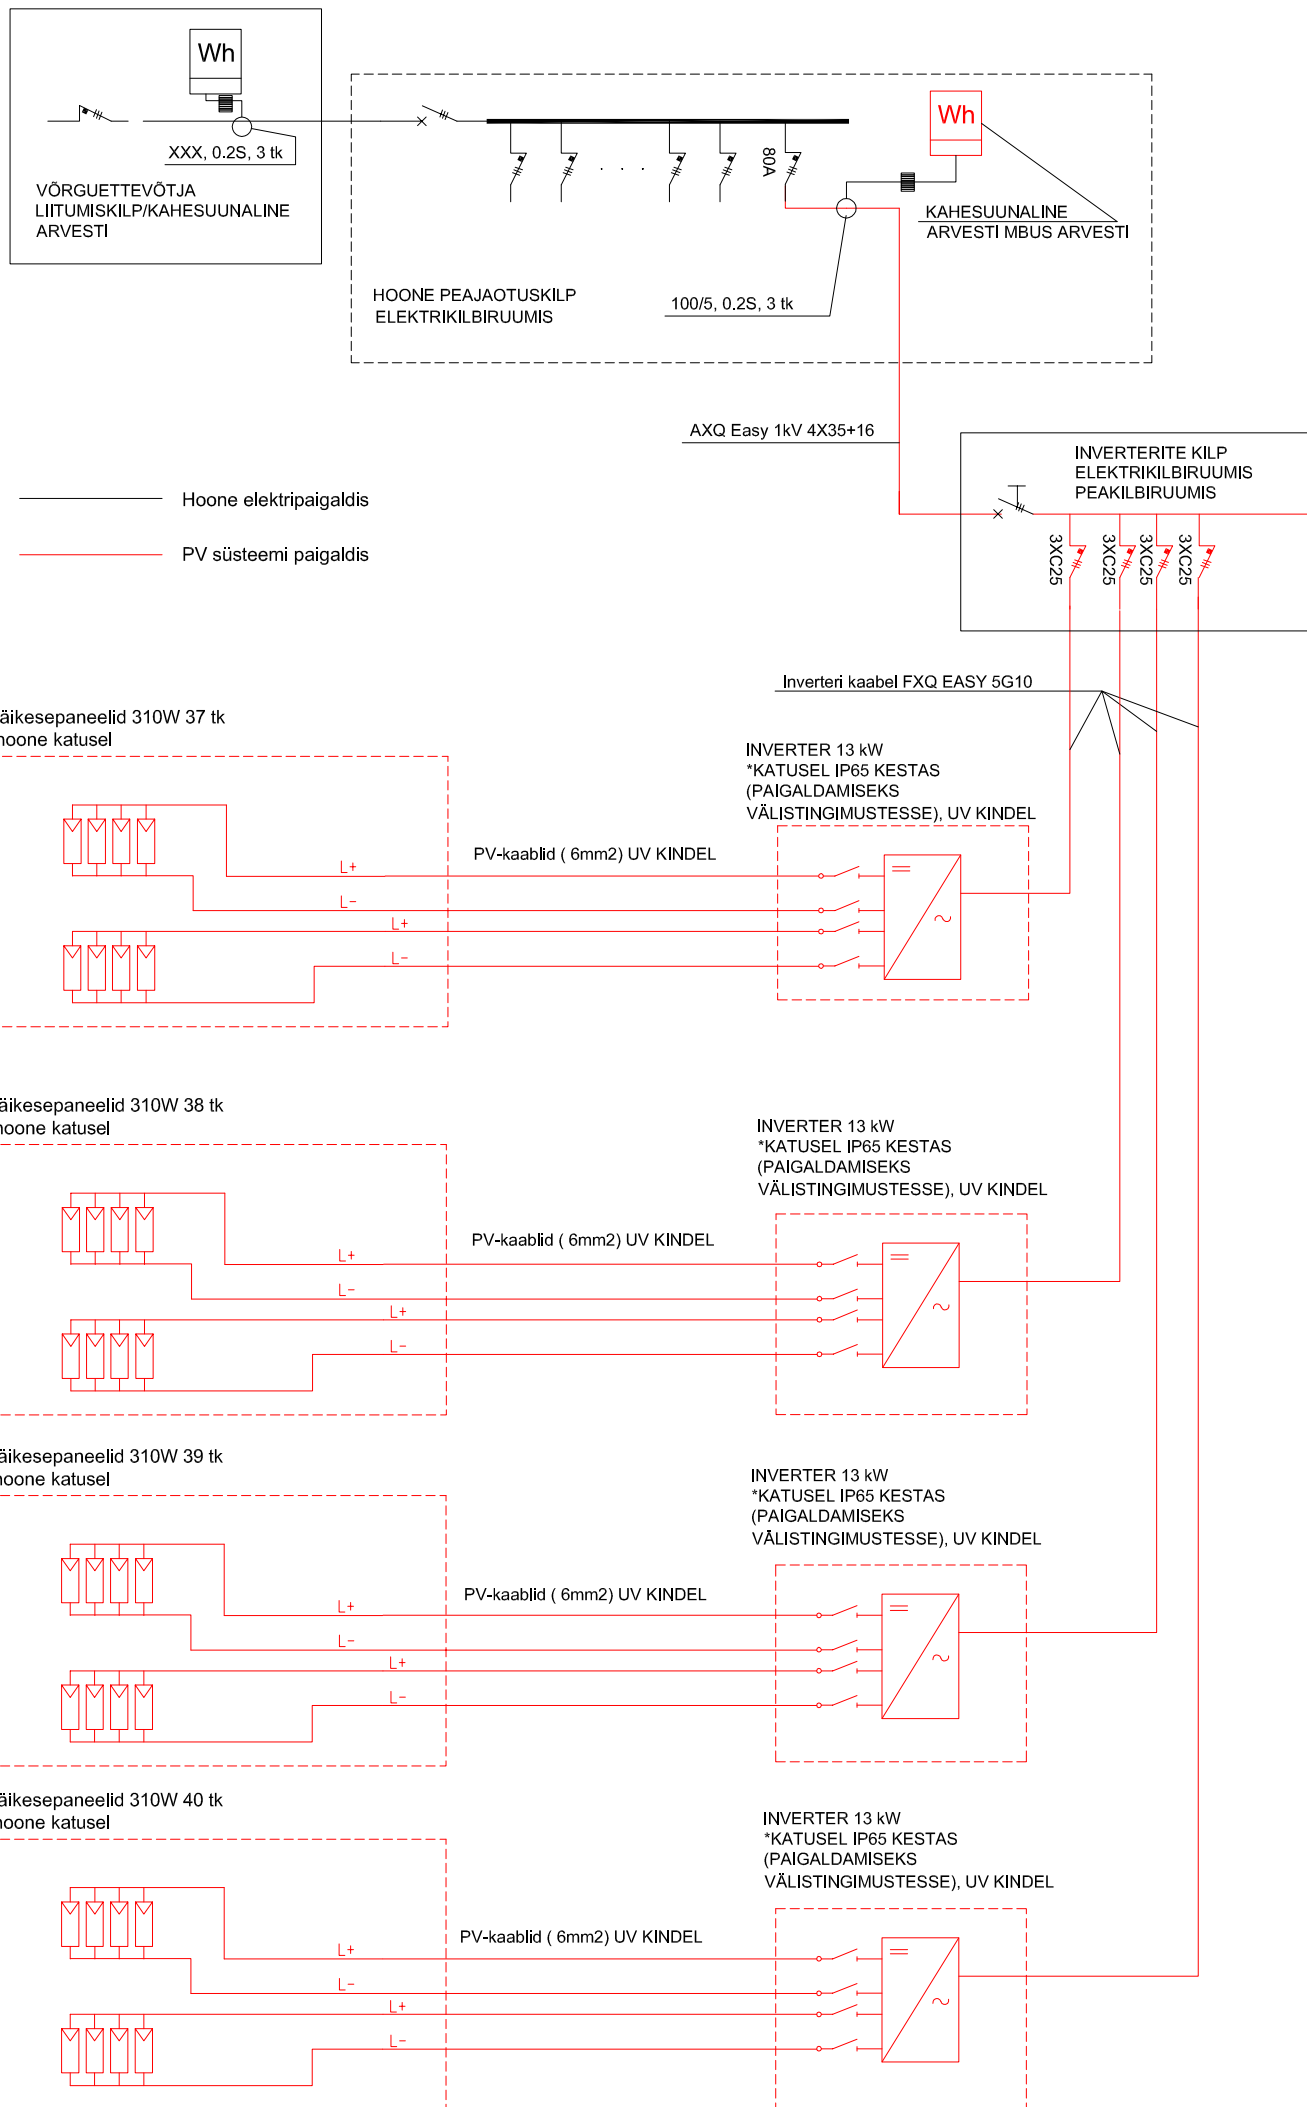 Wh
XXX, 0.2S, 3 tk
VÕRGUETTEVÕTJA
LIITUMISKILP/KAHESUUNALINE
ARVESTI
80A
Wh
KAHESUUNALINE
ARVESTI MBUS ARVESTI
HOONE PEAJAOTUSKILP
ELEKTRIKILBIRUUMIS
100/5, 0.2S, 3 tk
AXQ Easy 1kV 4X35+16
INVERTERITE KILP
ELEKTRIKILBIRUUMIS
PEAKILBIRUUMIS
Hoone elektripaigaldis
PV süsteemi paigaldis
3XC25
3XC25
3XC25
3XC25
Inverteri kaabel FXQ EASY 5G10
äikesepaneelid 310W 37 tk
hoone katusel
INVERTER 13 kW
*KATUSEL IP65 KESTAS
(PAIGALDAMISEKS
VÄLISTINGIMUSTESSE), UV KINDEL
PV-kaablid ( 6mm2) UV KINDEL
L+
L-
L+
L-
äikesepaneelid 310W 38 tk
hoone katusel
INVERTER 13 kW
*KATUSEL IP65 KESTAS
(PAIGALDAMISEKS
VÄLISTINGIMUSTESSE), UV KINDEL
PV-kaablid ( 6mm2) UV KINDEL
L+
L-
L+
L-
äikesepaneelid 310W 39 tk
hoone katusel
INVERTER 13 kW
*KATUSEL IP65 KESTAS
(PAIGALDAMISEKS
VÄLISTINGIMUSTESSE), UV KINDEL
PV-kaablid ( 6mm2) UV KINDEL
L+
L-
L+
L-
äikesepaneelid 310W 40 tk
hoone katusel
INVERTER 13 kW
*KATUSEL IP65 KESTAS
(PAIGALDAMISEKS
VÄLISTINGIMUSTESSE), UV KINDEL
PV-kaablid ( 6mm2) UV KINDEL
L+
L-
L+
L-